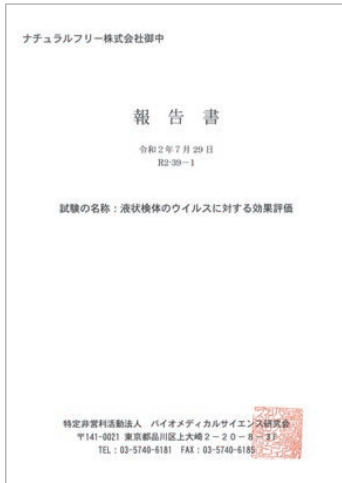 ナチュラルフリー株式会社御中
報告書
令和2年7月29日
R2-39-1
試験の名称：液状検体のウイルスに対する効果評価
特定非営利活動法人　バイオメディカルサイエンス研究会
〒141-0021 東京都品川区上大崎2-20-8-
TEL：03-5740-6181　FAX：03-5740-6185